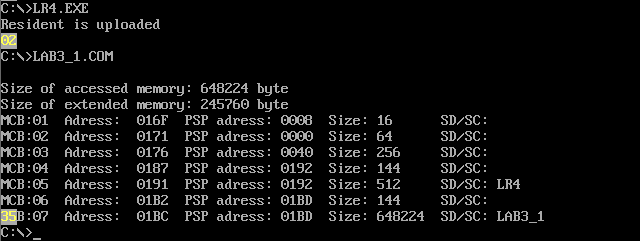 C:\>LR4.EXE
Resident is uploaded
02
C:\>LAB3_1.COM
Size of accessed memory: 648224 byte
Size of extended memory: 245760 byte
MCB:01  Adress:  016F  PSP adress: 0008  Size: 16      SD/SC:
MCB:02  Adress:  0171  PSP adress: 0000  Size: 64      SD/SC:
MCB:03  Adress:  0176  PSP adress: 0040  Size: 256     SD/SC:
MCB:04  Adress:  0187  PSP adress: 0192  Size: 144     SD/SC:
MCB:05  Adress:  0191  PSP adress: 0192  Size: 512     SD/SC: LR4
MCB:06  Adress:  01B2  PSP adress: 01BD  Size: 144     SD/SC:
35B:07  Adress:  01BC  PSP adress: 01BD  Size: 648224  SD/SC: LAB3_1
C:\>_